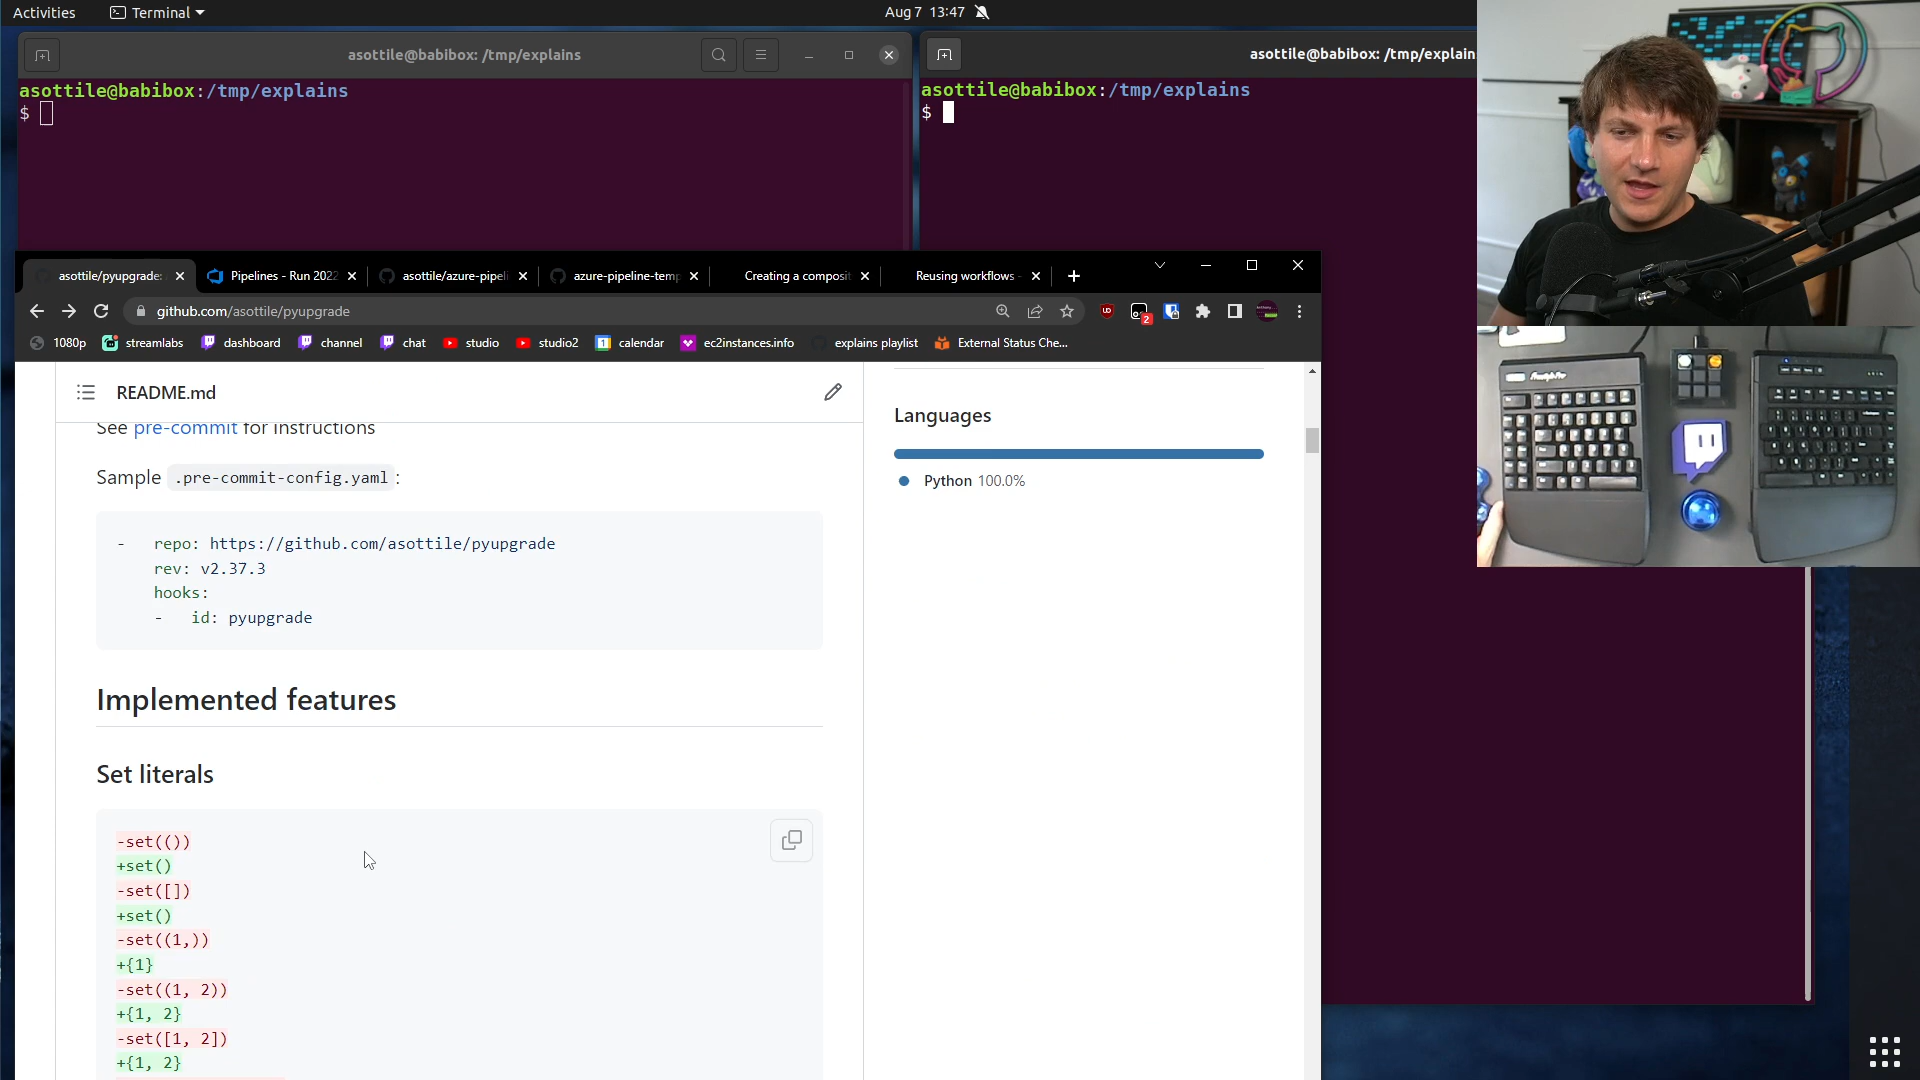 Activities
Terminal
Aug 7 13:47
asottile@babibox: /tmp/explains
asottile@babibox:/tmp/explains
$
asottile@babibox: /tmp/explain
asottile@babibox:/tmp/explains
$
asottile/pyupgrade:
Pipelines - Run 2022
asottile/azure-pipeli
azure-pipeline-temp
Creating a composit
Reusing workflows -
github.com/asottile/pyupgrade
2
1080p
streamlabs
dashboard
channel
chat
studio
studio2
calendar
ec2instances.info
explains playlist
External Status Che...
README.md
See pre-commit for instructions
Sample .pre-commit-config.yaml:
- repo: https://github.com/asottile/pyupgrade
rev: v2.37.3
hooks:
- id: pyupgrade
Implemented features
Set literals
-set(())
+set()
-set([])
+set()
-set((1,))
+{1}
-set((1, 2))
+{1, 2}
-set([1, 2])
+{1, 2}
Languages
Python 100.0%